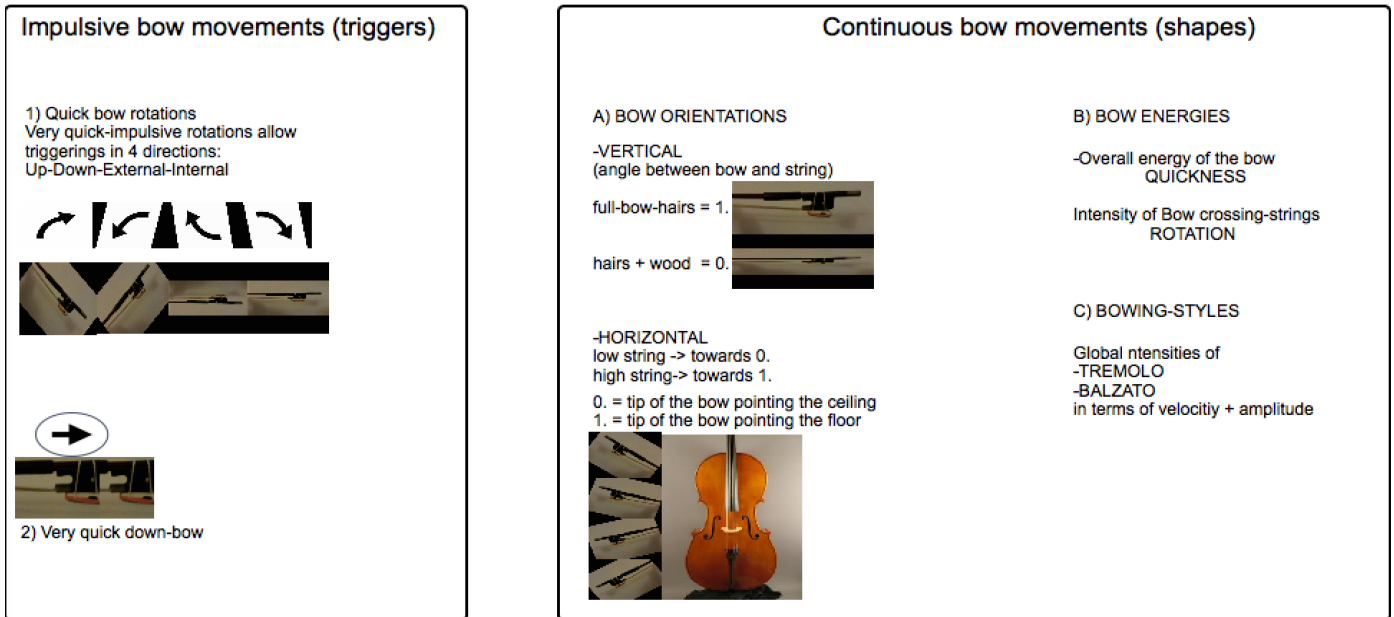 Impulsive bow movements (triggers)
1) Quick bow rotations
Very quick-impulsive rotations allow
triggerings in 4 directions:
Up-Down-External-Internal
2) Very quick down-bow
Continuous bow movements (shapes)
A) BOW ORIENTATIONS
-VERTICAL
(angle between bow and string)
full-bow-hairs = 1.
hairs + wood = 0.
-HORIZONTAL
low string -> towards 0.
high string-> towards 1.
0. = tip of the bow pointing the ceiling
1. = tip of the bow pointing the floor
B) BOW ENERGIES
-Overall energy of the bow
QUICKNESS
Intensity of Bow crossing-strings
ROTATION
C) BOWING-STYLES
Global ntensities of
-TREMOLO
-BALZATO
in terms of velocitiy + amplitude